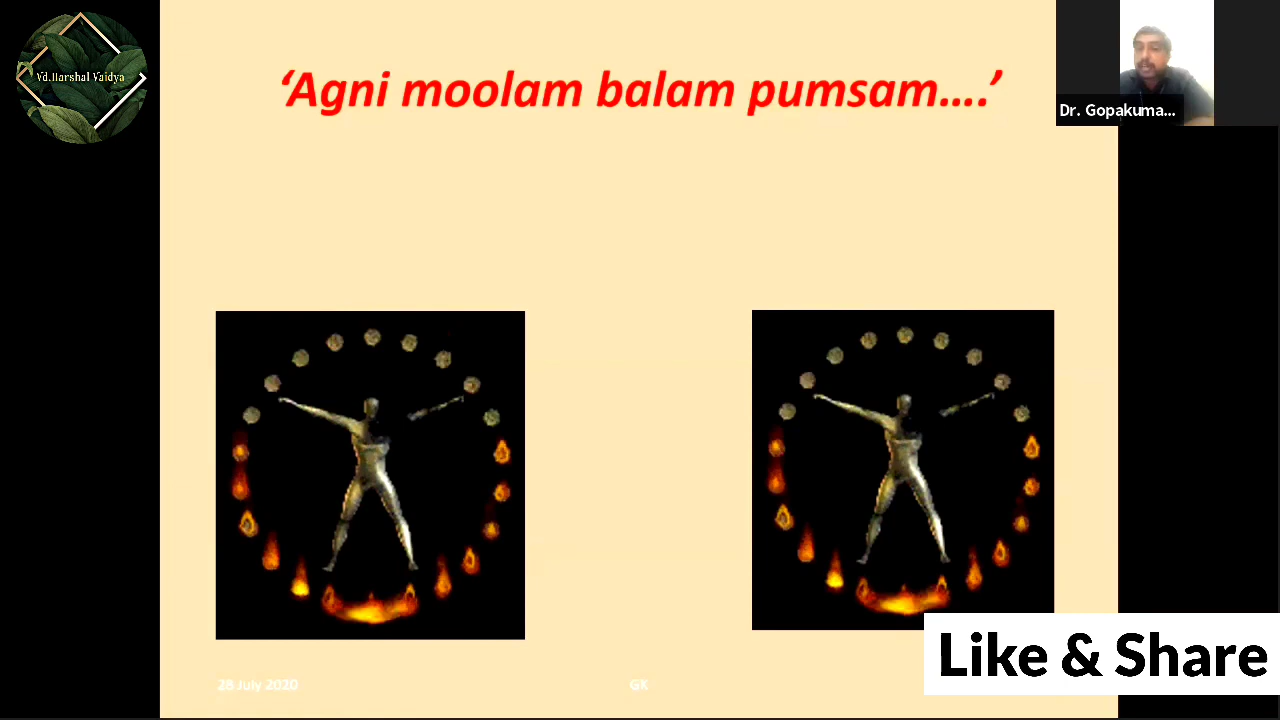 Vd.Harshal Vaidya
‘Agni moolam balam pumsam....’
Dr. Gopakuma...
28 July 2020
GK
Like & Share